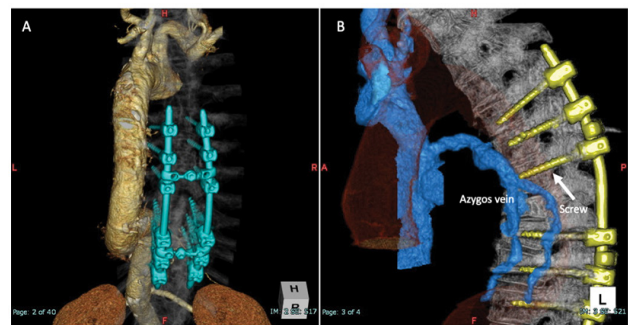 A
H
L
R
H
R
Page: 2 of 40
F
B
H
A
P
Azygos vein
Screw
L
Page: 3 of 4
F